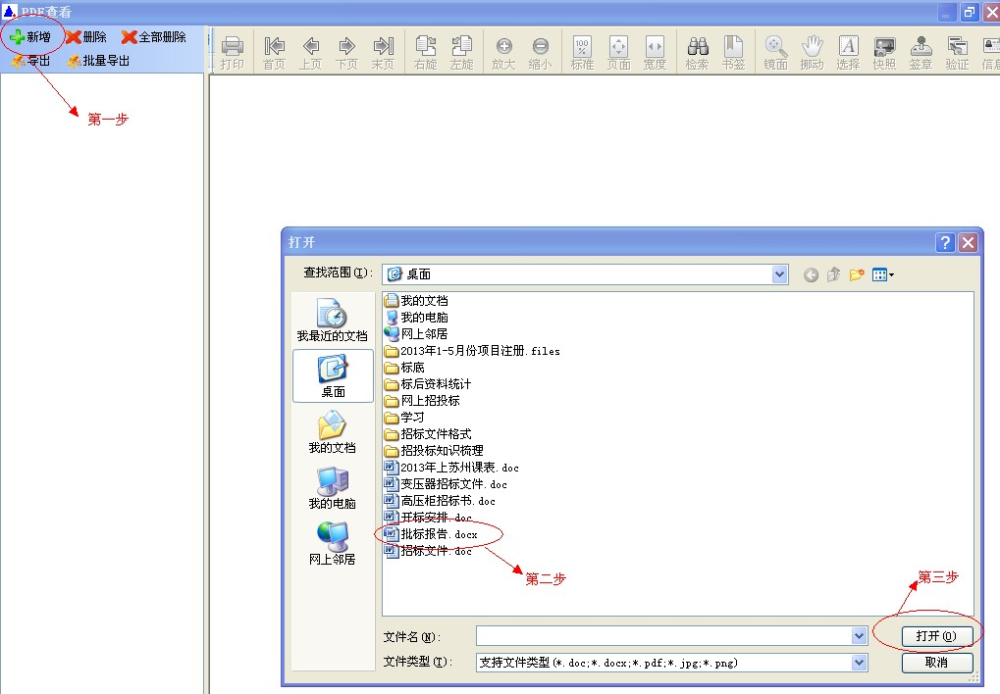 PDF查看
新增 删除 全部删除
导出 批量导出
打印 首页 上页 下页 末页 右旋 左旋 放大 缩小 标准 页面 宽度 检索 书签 镜面 挪动 选择 快照 签章 验证 信息
第一步
打开
查找范围(I): 桌面
我最近的文档
桌面
我的文档
我的电脑
网上邻居
我的文档
我的电脑
网上邻居
2013年1-5月份项目注册.files
标底
标后资料统计
网上招投标
学习
招标文件格式
招投标知识梳理
2013年上苏州课表.doc
变压器招标文件.doc
高压柜招标书.doc
开标安排.doc
批标报告.docx
招标文件.doc
第二步
第三步
文件名(N): 打开(O)
文件类型(T): 支持文件类型(*.doc;*.docx;*.pdf;*.jpg;*.png) 取消